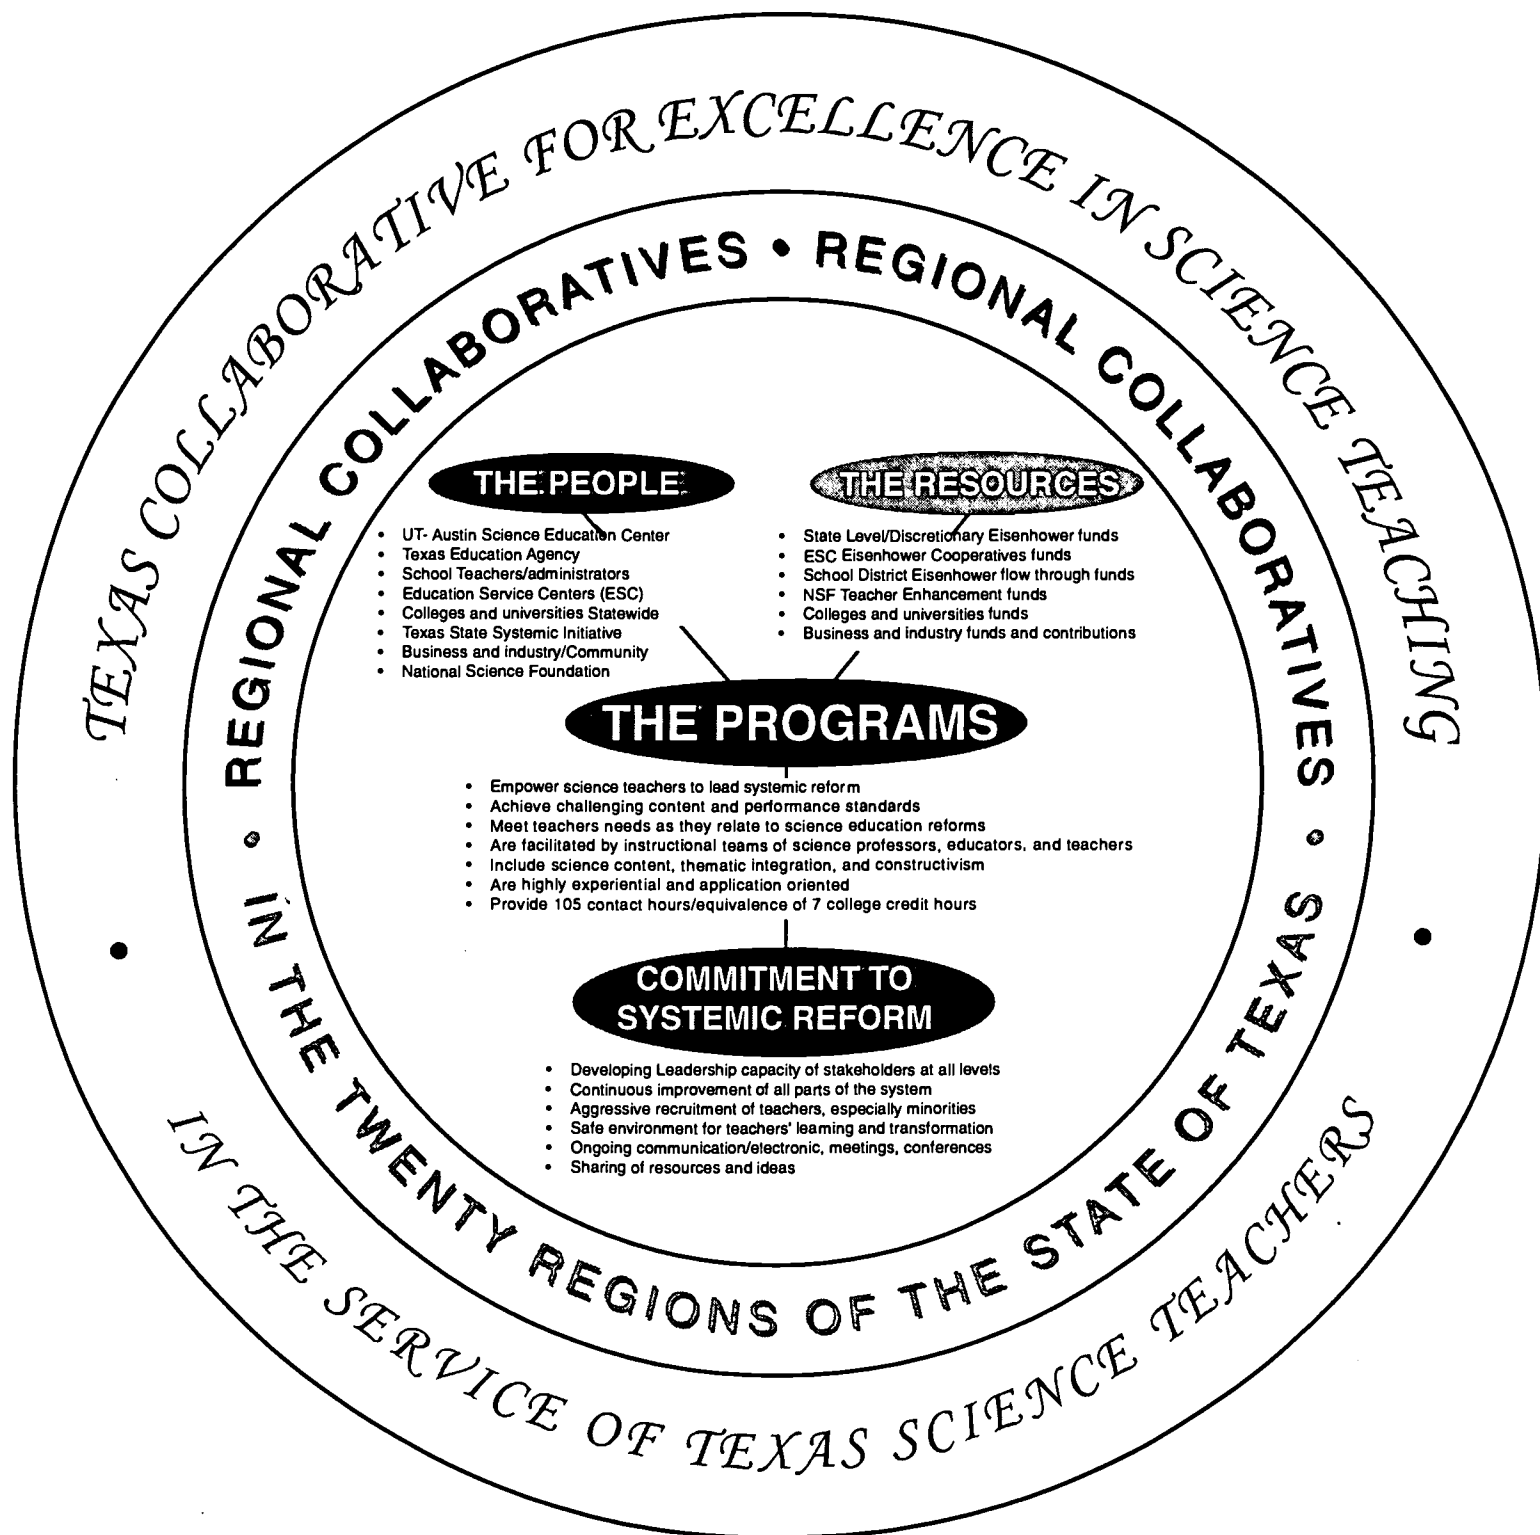 TEXAS COLLABORATIVE FOR EXCELLENCE IN SCIENCE TEACHING
REGIONAL COLLABORATIVES • REGIONAL COLLABORATIVES
THE PEOPLE
• UT- Austin Science Education Center
• Texas Education Agency
• School Teachers/administrators
• Education Service Centers (ESC)
• Colleges and universities Statewide
• Texas State Systemic Initiative
• Business and industry/Community
• National Science Foundation
THE RESOURCES
• State Level/Discretionary Eisenhower funds
• ESC Eisenhower Cooperatives funds
• School District Eisenhower flow through funds
• NSF Teacher Enhancement funds
• Colleges and universities funds
• Business and industry funds and contributions
THE PROGRAMS
• Empower science teachers to lead systemic reform
• Achieve challenging content and performance standards
• Meet teachers needs as they relate to science education reforms
• Are facilitated by instructional teams of science professors, educators, and teachers
• Include science content, thematic integration, and constructivism
• Are highly experiential and application oriented
• Provide 105 contact hours/equivalence of 7 college credit hours
COMMITMENT TO
SYSTEMIC REFORM
• Developing Leadership capacity of stakeholders at all levels
• Continuous improvement of all parts of the system
• Aggressive recruitment of teachers, especially minorities
• Safe environment for teachers' learning and transformation
• Ongoing communication/electronic, meetings, conferences
• Sharing of resources and ideas
• IN THE TWENTY REGIONS OF THE STATE OF TEXAS •
• IN THE SERVICE OF TEXAS SCIENCE TEACHERS •